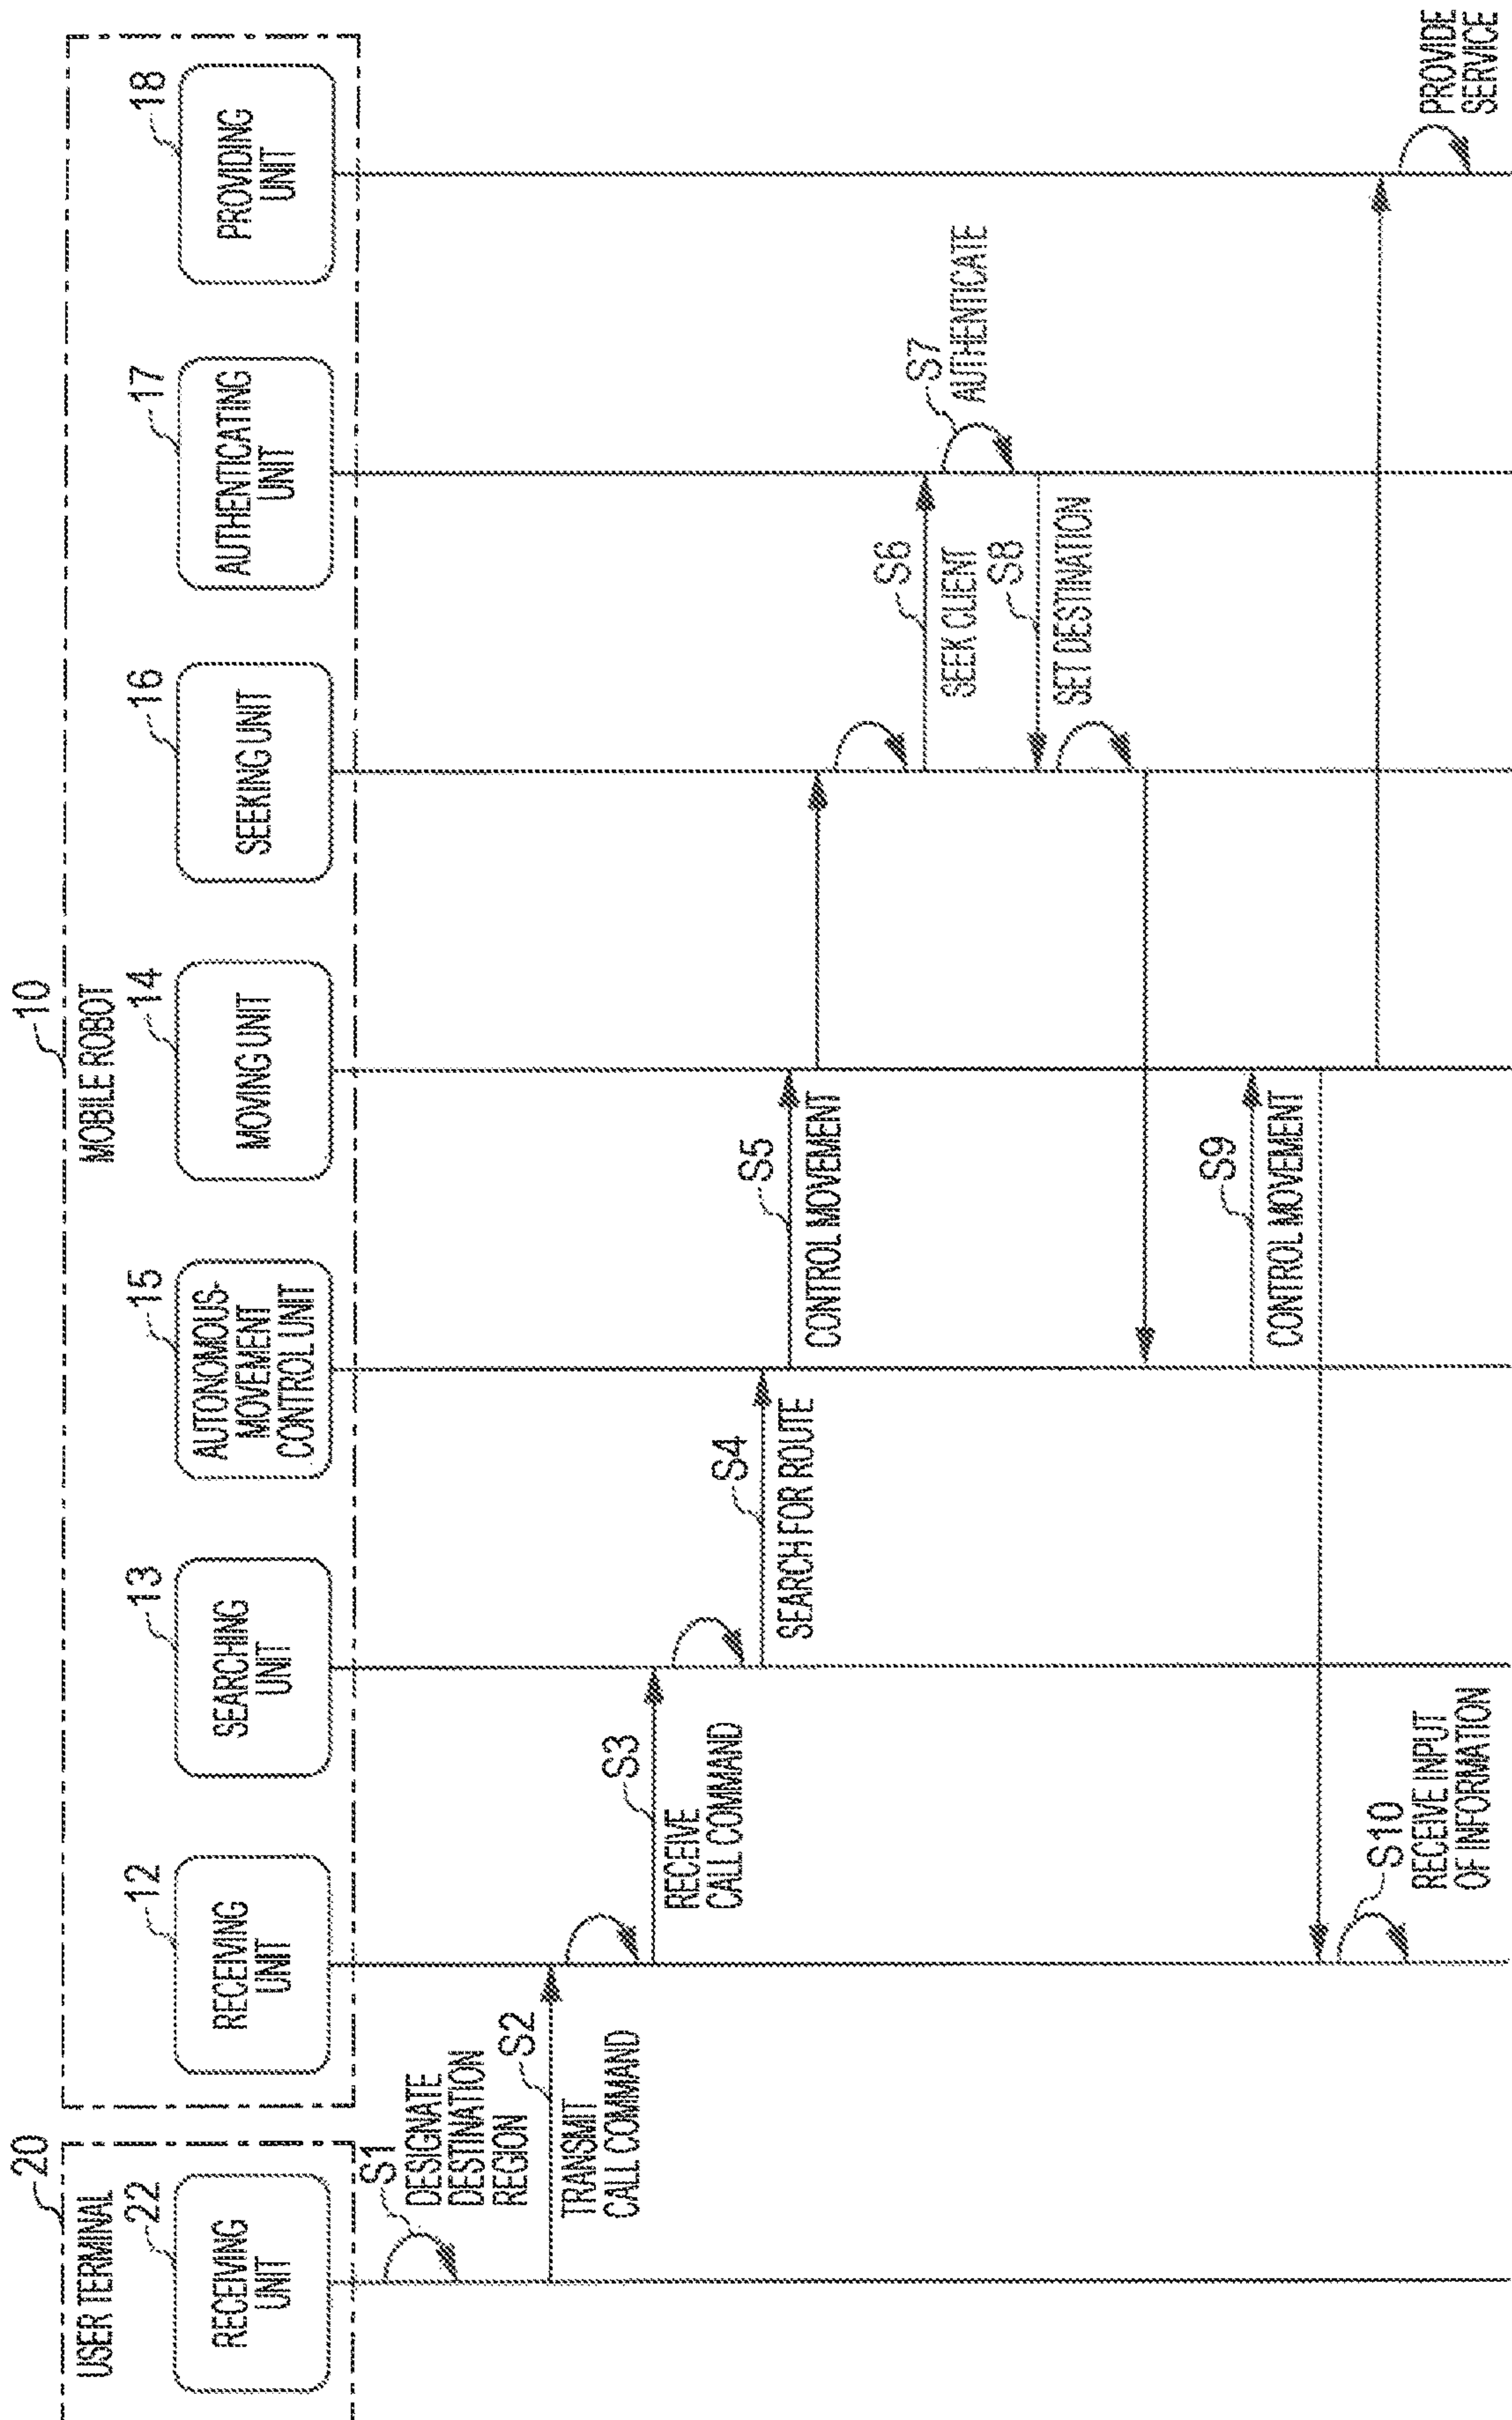 20
USER TERMINAL
22
RECEIVING
UNIT
10
MOBILE ROBOT
12
RECEIVING
UNIT
13
SEARCHING
UNIT
15
AUTONOMOUS-
MOVEMENT
CONTROL UNIT
14
MOVING UNIT
16
SEEKING UNIT
17
AUTHENTICATING
UNIT
18
PROVIDING
UNIT
S1
DESIGNATE
DESTINATION
REGION
S2
TRANSMIT
CALL COMMAND
S3
RECEIVE
CALL COMMAND
S4
SEARCH FOR ROUTE
S5
CONTROL MOVEMENT
S6
SEEK CLIENT
S7
AUTHENTICATE
S8
SET DESTINATION
S9
CONTROL MOVEMENT
S10
RECEIVE INPUT
OF INFORMATION
PROVIDE
SERVICE